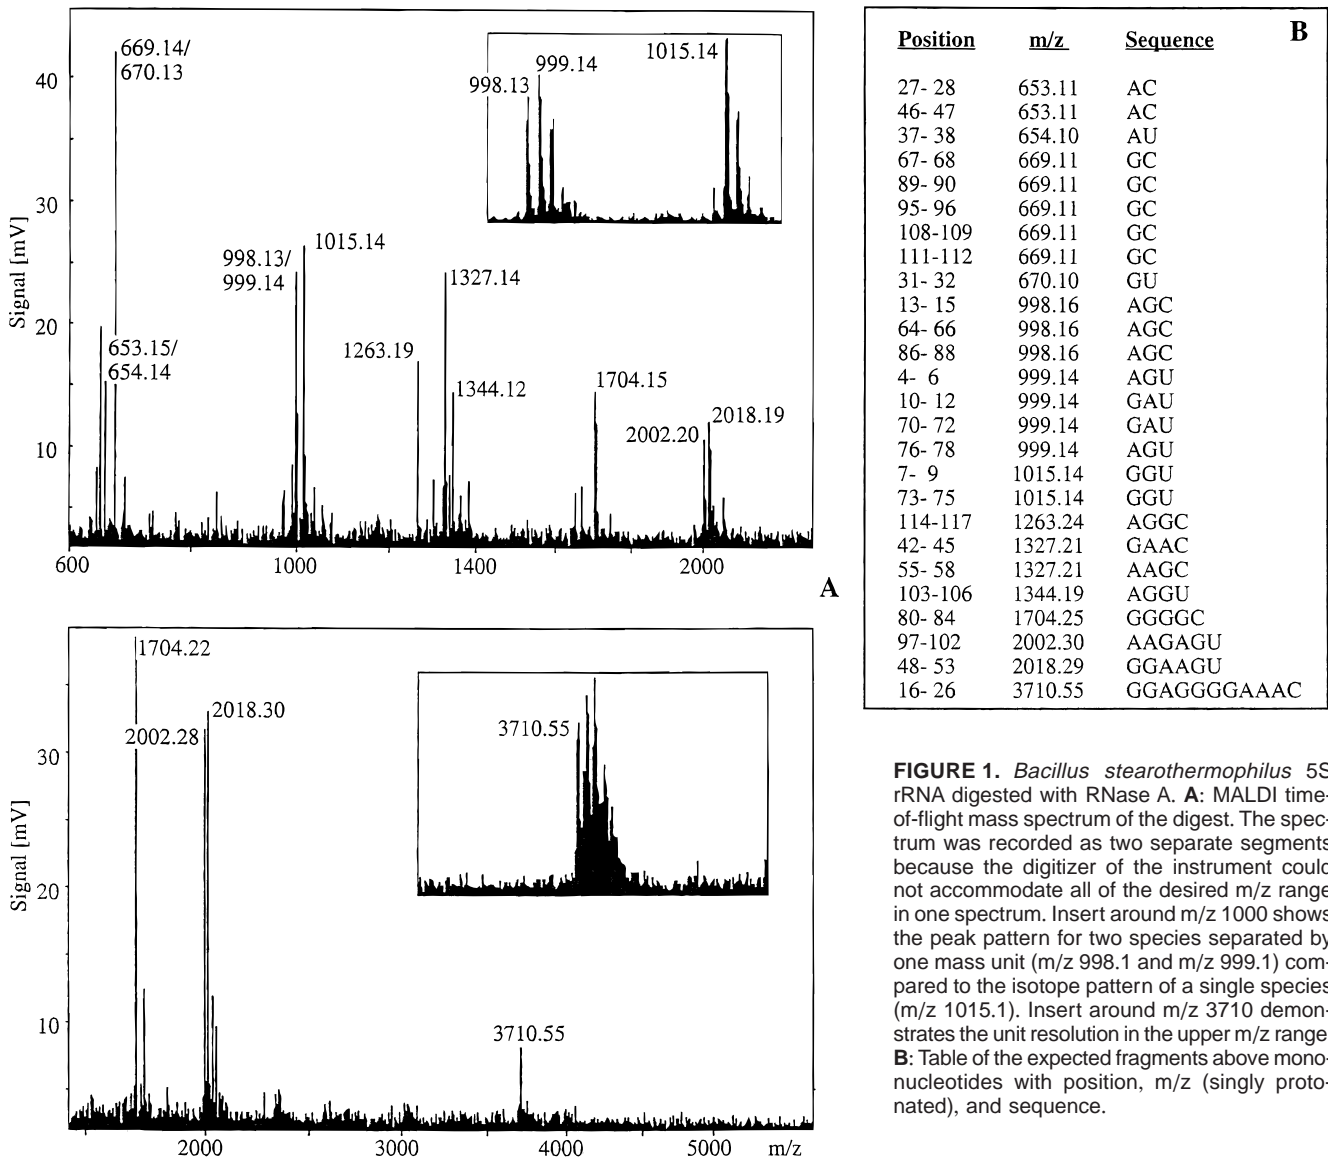 669.14/
670.13
40
30
20
10
Signal [mV]
998.13
999.14
1015.14
998.13/
999.14
1015.14
653.15/
654.14
1263.19
1327.14
1344.12
1704.15
2002.20
2018.19
600
1000
1400
2000
A
1704.22
2018.30
2002.28
30
20
10
Signal [mV]
3710.55
3710.55
2000
3000
4000
5000
m/z
B
Position m/z Sequence
27- 28 653.11 AC
46- 47 653.11 AC
37- 38 654.10 AU
67- 68 669.11 GC
89- 90 669.11 GC
95- 96 669.11 GC
108-109 669.11 GC
111-112 669.11 GC
31- 32 670.10 GU
13- 15 998.16 AGC
64- 66 998.16 AGC
86- 88 998.16 AGC
4- 6 999.14 AGU
10- 12 999.14 GAU
70- 72 999.14 GAU
76- 78 999.14 AGU
7- 9 1015.14 GGU
73- 75 1015.14 GGU
114-117 1263.24 AGGC
42- 45 1327.21 GAAC
55- 58 1327.21 AAGC
103-106 1344.19 AGGU
80- 84 1704.25 GGGGC
97-102 2002.30 AAGAGU
48- 53 2018.29 GGAAGU
16- 26 3710.55 GGAGGGGAAAC
FIGURE 1. Bacillus stearothermophilus 5S
rRNA digested with RNase A. A: MALDI time-
of-flight mass spectrum of the digest. The spec-
trum was recorded as two separate segments
because the digitizer of the instrument could
not accommodate all of the desired m/z range
in one spectrum. Insert around m/z 1000 shows
the peak pattern for two species separated by
one mass unit (m/z 998.1 and m/z 999.1) com-
pared to the isotope pattern of a single species
(m/z 1015.1). Insert around m/z 3710 demon-
strates the unit resolution in the upper m/z range.
B: Table of the expected fragments above mono-
nucleotides with position, m/z (singly proto-
nated), and sequence.